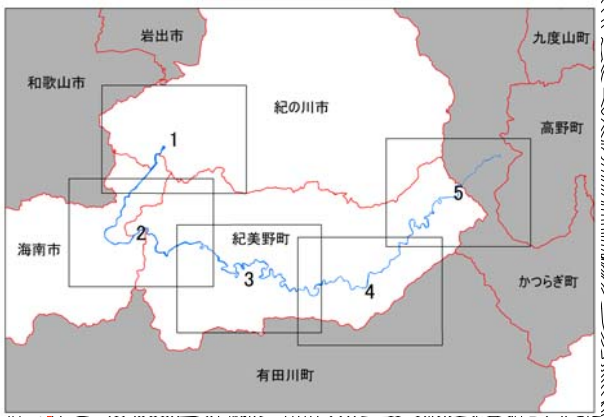 岩出市
九度山町
和歌山市
紀の川市
高野町
1
5
海南市
2
紀美野町
3
4
かつらぎ町
有田川町